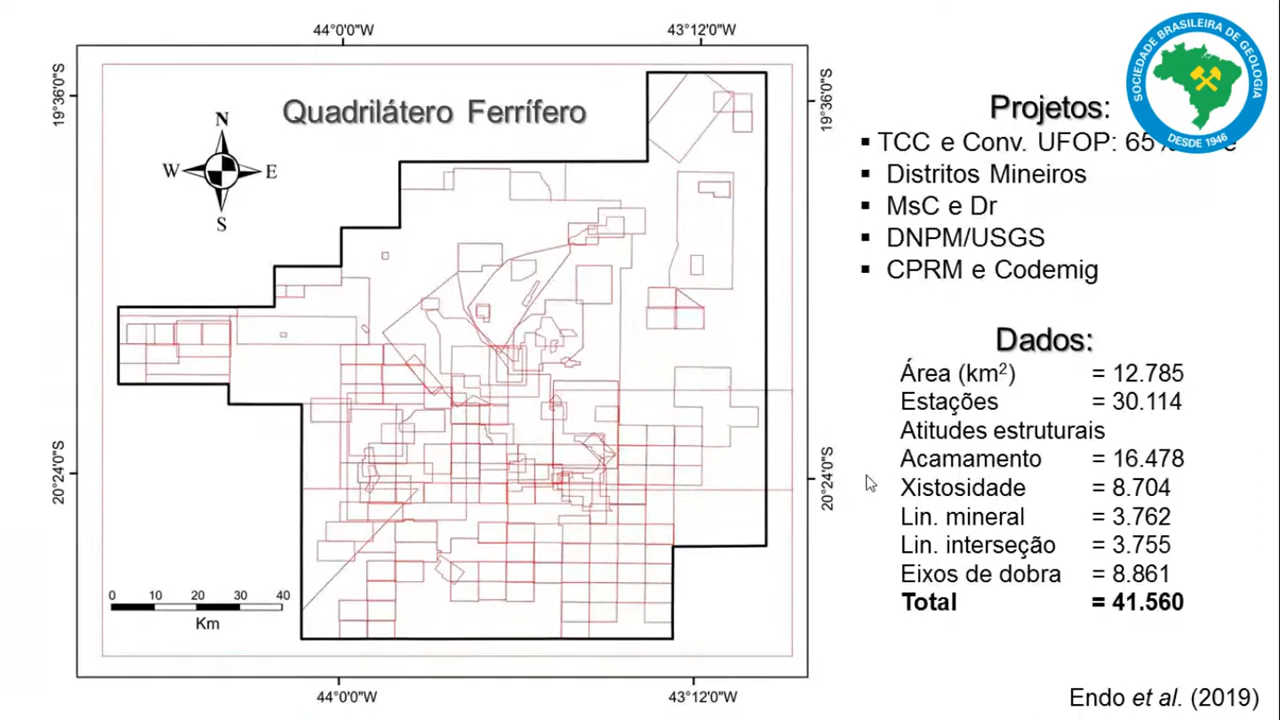 44°0'0"W 43°12'0"W
19°36'0"S
19°36'0"S
Quadrilátero Ferrífero
N
W E
S
20°24'0"S
20°24'0"S
0 10 20 30 40
Km
44°0'0"W 43°12'0"W
SOCIEDADE BRASILEIRA DE GEOLOGIA
DESDE 1946
Projetos:
▪ TCC e Conv. UFOP: 65%
▪ Distritos Mineiros
▪ MsC e Dr
▪ DNPM/USGS
▪ CPRM e Codemig
Dados:
Área (km²) = 12.785
Estações = 30.114
Atitudes estruturais
Acamamento = 16.478
Xistosidade = 8.704
Lin. mineral = 3.762
Lin. interseção = 3.755
Eixos de dobra = 8.861
Total = 41.560
Endo et al. (2019)